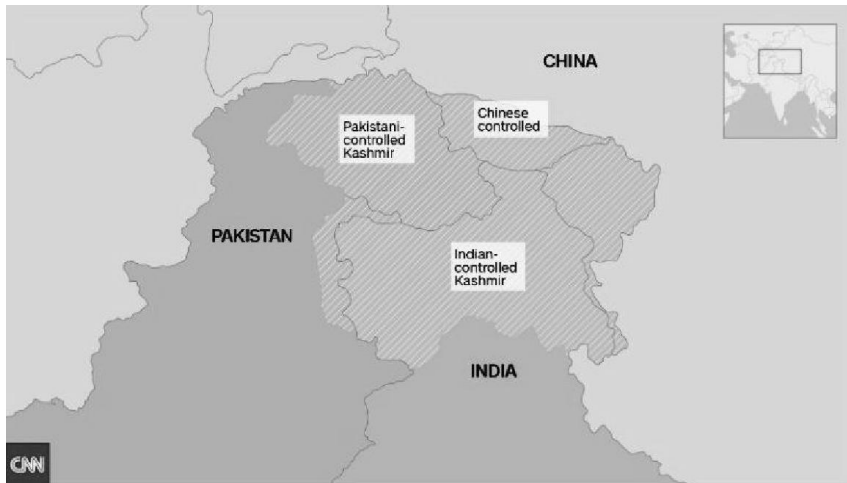 CHINA
Chinese
controlled
Pakistani-
controlled
Kashmir
PAKISTAN
Indian-
controlled
Kashmir
INDIA
CNN